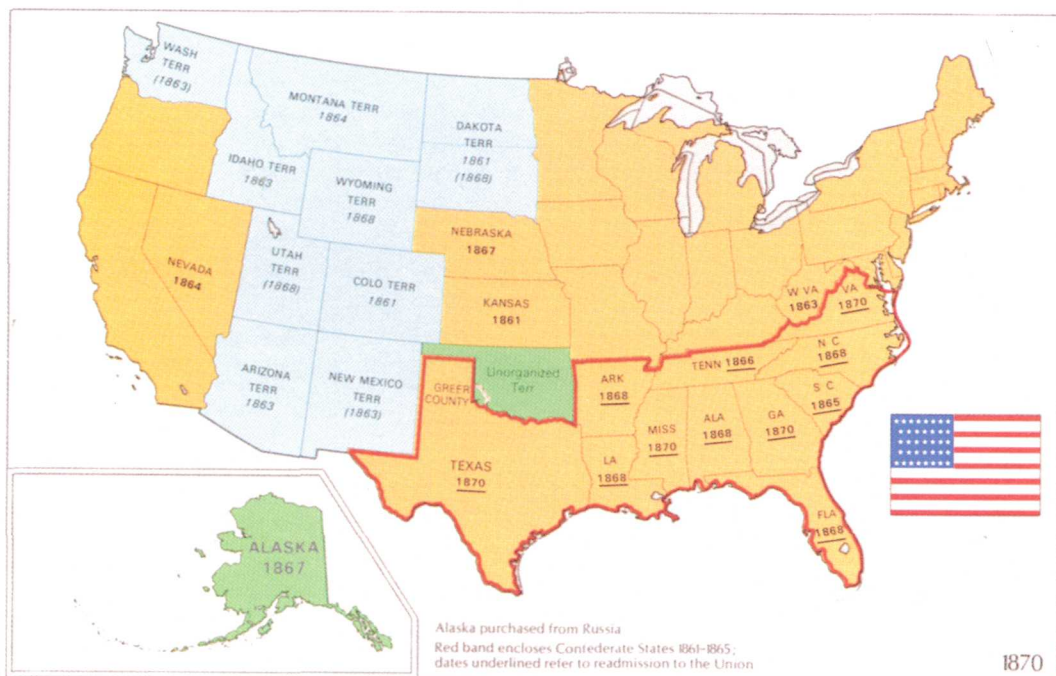 WASH
TERR
(1863)
MONTANA TERR
1864
DAKOTA
TERR
1861
(1868)
IDAHO TERR
1863
WYOMING
TERR
1868
NEBRASKA
1867
NEVADA
1864
UTAH
TERR
(1868)
COLO TERR
1861
KANSAS
1861
W VA
1863
VA
1870
ARIZONA
TERR
1863
NEW MEXICO
TERR
(1863)
GREER
COUNTY
Unorganized
Terr
ARK
1868
TENN 1866
N C
1868
S C
1865
MISS
1870
ALA
1868
GA
1870
TEXAS
1870
LA
1868
FLA
1868
ALASKA
1867
Alaska purchased from Russia
Red band encloses Confederate States 1861–1865;
dates underlined refer to readmission to the Union
1870